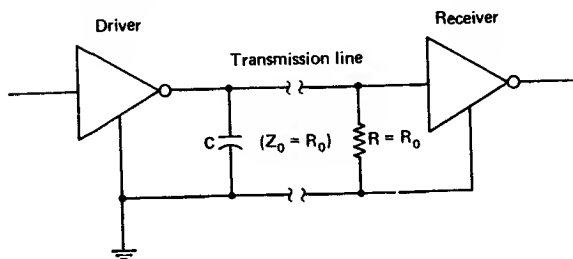 Driver
Receiver
Transmission line
C
(Z₀ = R₀)
R = R₀